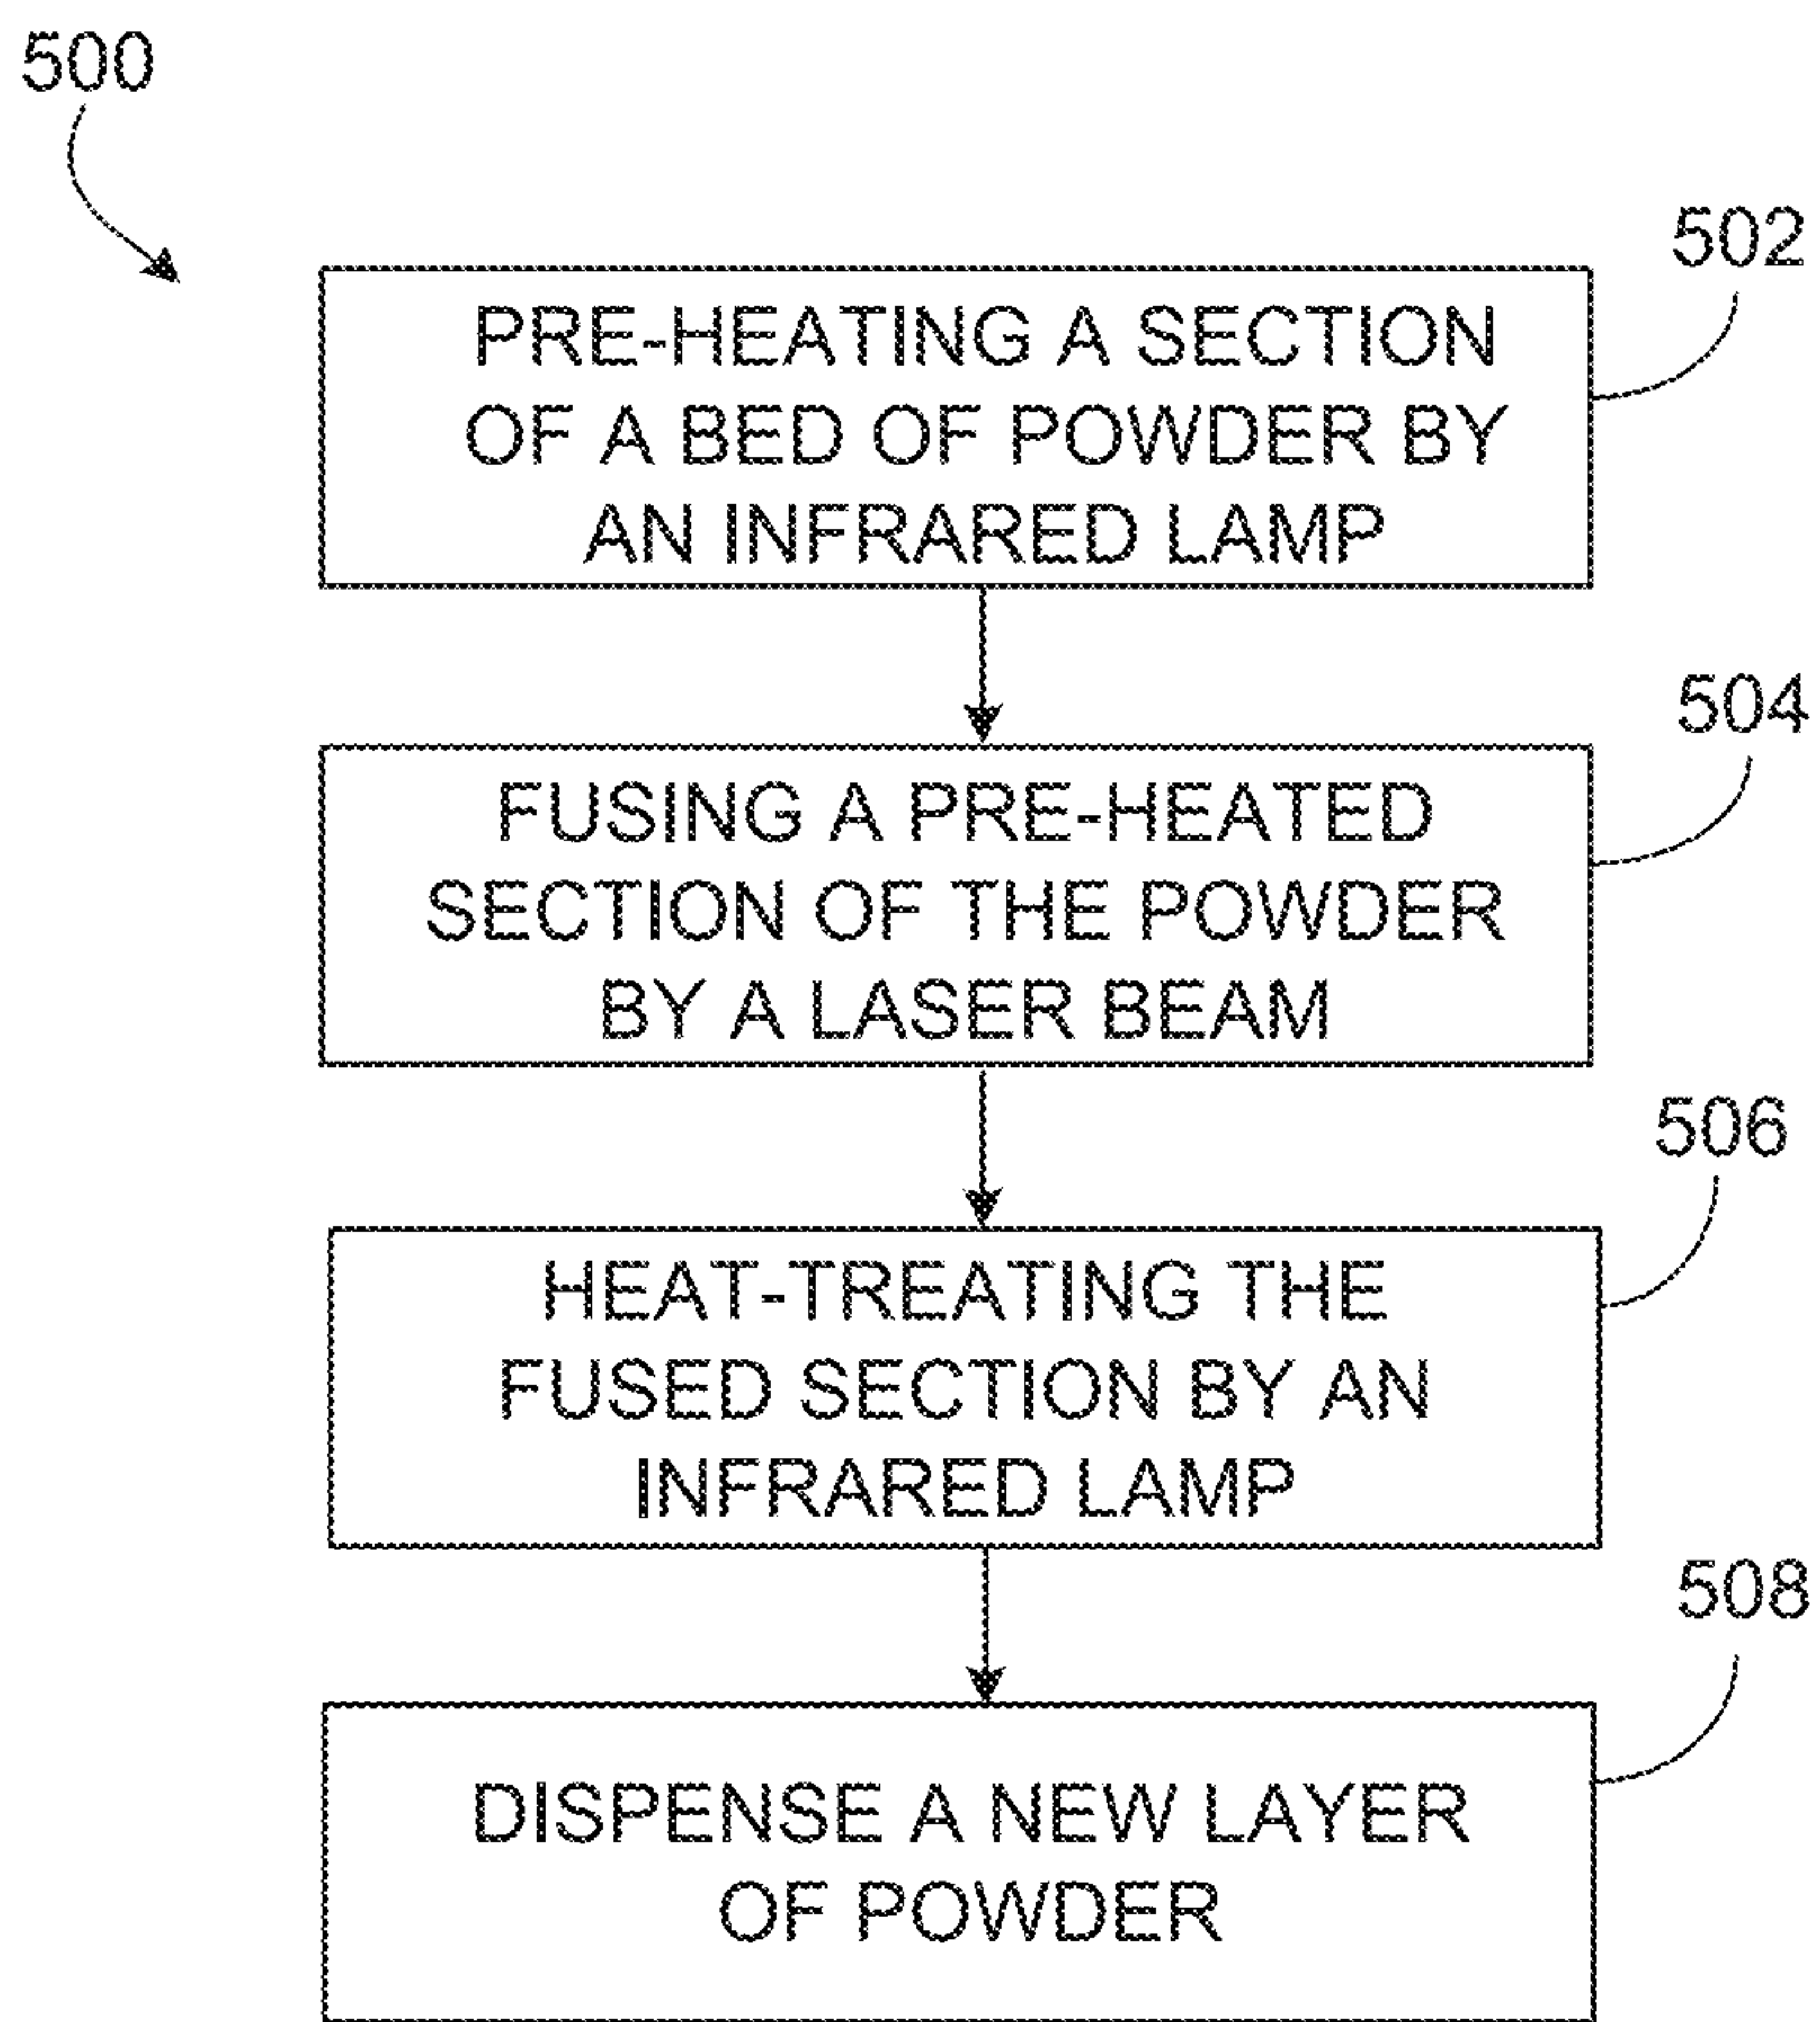 500
502
PRE-HEATING A SECTION
OF A BED OF POWDER BY
AN INFRARED LAMP
504
FUSING A PRE-HEATED
SECTION OF THE POWDER
BY A LASER BEAM
506
HEAT-TREATING THE
FUSED SECTION BY AN
INFRARED LAMP
508
DISPENSE A NEW LAYER
OF POWDER